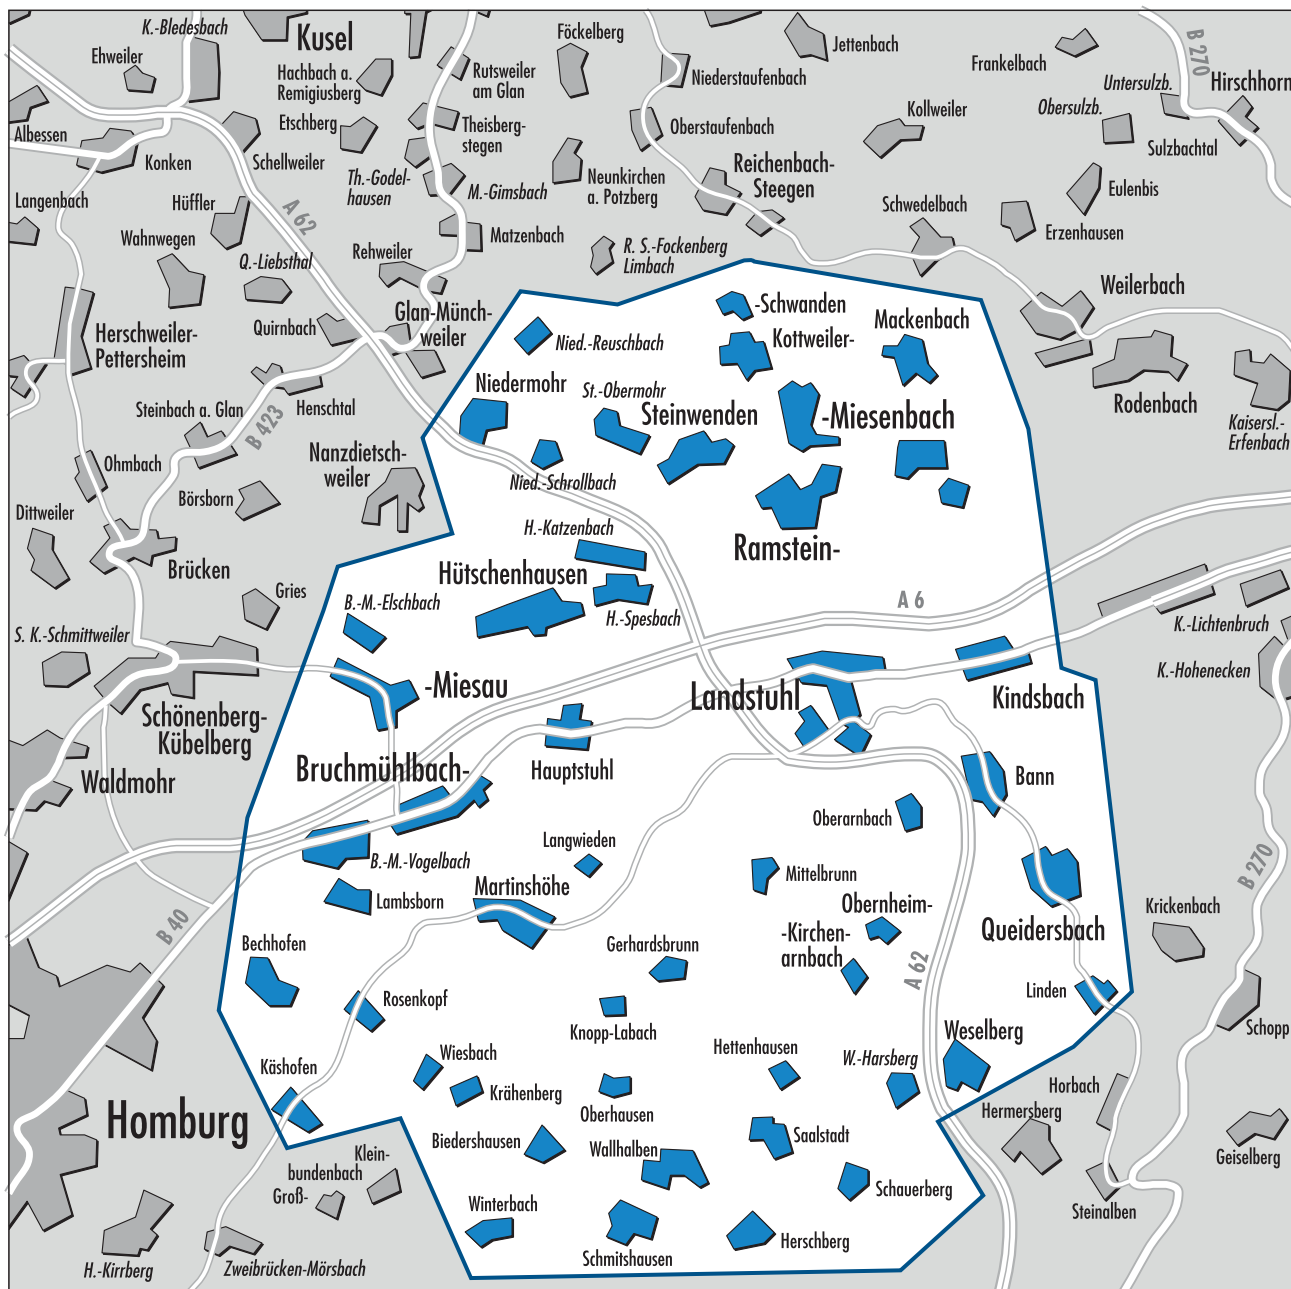 K.-Bledesbach
Kusel
Föckelberg
Jettenbach
B 270
Ehweiler
Hachbach a.
Remigiusberg
Rutsweiler
am Glan
Niederstaufenbach
Frankelbach
Untersulzb.
Hirschhorn
Albessen
Etschberg
Theisberg-
stegen
Oberstaufenbach
Kollweiler
Obersulzb.
Sulzbachtal
Konken
Schellweiler
Th.-Godel-
hausen
M.-Gimsbach
Neunkirchen
a. Potzberg
Reichenbach-
Steegen
Eulenbis
Langenbach
Hüffler
A 62
Schwedelbach
Erzenhausen
Wahnwegen
Q.-Liebsthal
Rehweiler
Matzenbach
R. S.-Fockenberg
Limbach
Weilerbach
Herschweiler-
Pettersheim
Quirnbach
Glan-Münch-
weiler
-Schwanden
Kottweiler-
Mackenbach
Nied.-Reuschbach
Rodenbach
Kaisersl.-
Erfenbach
Steinbach a. Glan
Henschtal
B 423
Niedermohr
St.-Obermohr
Steinwenden
-Miesenbach
Ohmbach
Nanzdietsch-
weiler
Nied.-Schrollbach
Börsborn
Dittweiler
Brücken
H.-Katzenbach
Ramstein-
Gries
Hütschenhausen
B.-M.-Elschbach
H.-Spesbach
A 6
K.-Lichtenbruch
S. K.-Schmittweiler
K.-Hohenecken
-Miesau
Landstuhl
Kindsbach
Schönenberg-
Kübelberg
Waldmohr
Bruchmühlbach-
Hauptstuhl
Bann
Oberarnbach
Langwieden
B.-M.-Vogelbach
Mittelbrunn
B 270
Lambsborn
Martinshöhe
Obernheim-
-Kirchen-
arnbach
Queidersbach
Krickenbach
B 40
Bechhofen
Gerhardsbrunn
A 62
Linden
Rosenkopf
Knopp-Labach
Weselberg
Schopp
Käshofen
Wiesbach
Hettenhausen
W.-Harsberg
Krähenberg
Oberhausen
Horbach
Hermersberg
Homburg
Biedershausen
Wallhalben
Saalstadt
Geiselberg
Klein-
bundenbach
Groß-
Schauerberg
Winterbach
Steinalben
Schmitshausen
Herschberg
H.-Kirrberg
Zweibrücken-Mörsbach